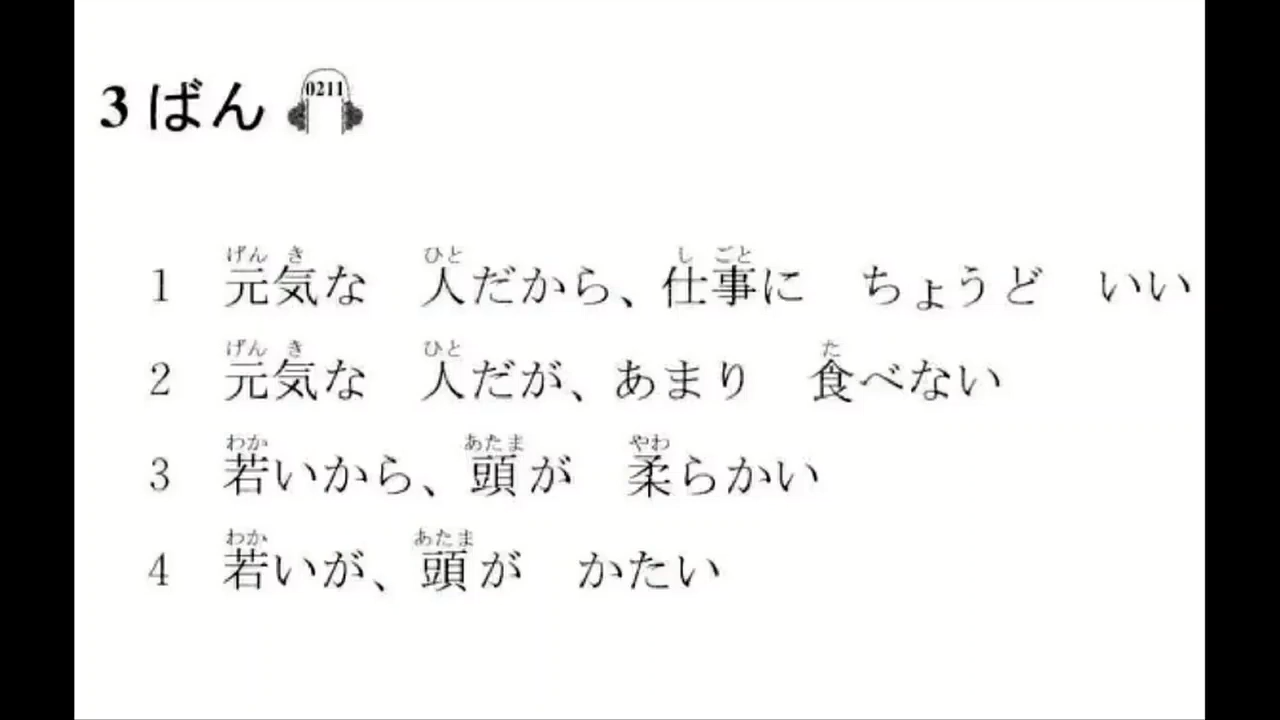 3ばん 0211
1 元気な 人だから、仕事に ちょうど いい
2 元気な 人だが、あまり 食べない
3 若いから、頭が 柔らかい
4 若いが、頭が かたい